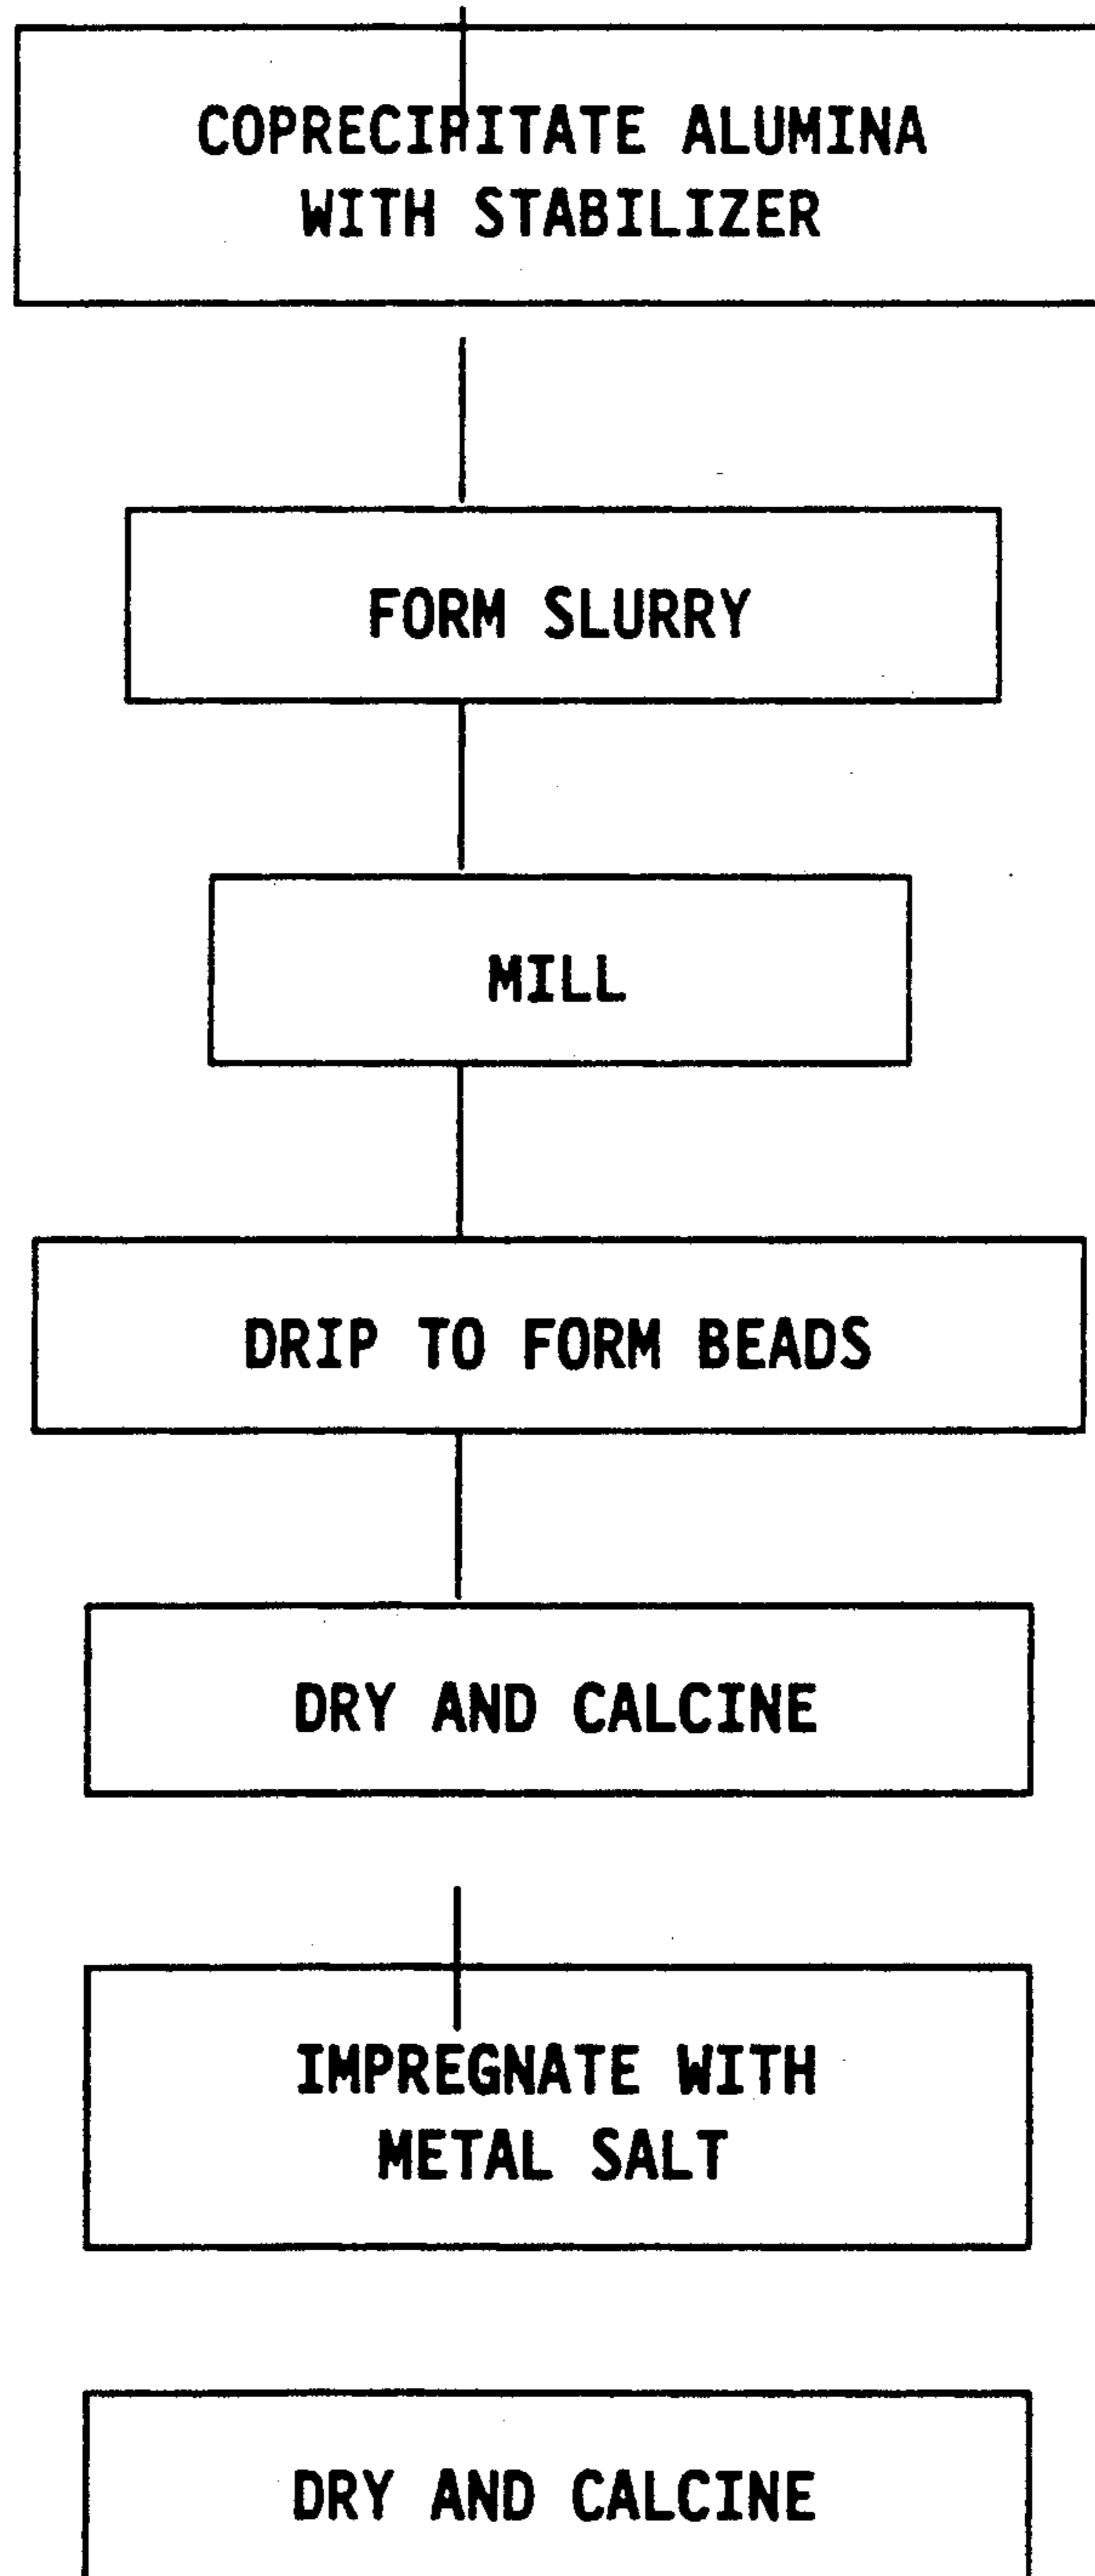 COPRECIPITATE ALUMINA
WITH STABILIZER
FORM SLURRY
MILL
DRIP TO FORM BEADS
DRY AND CALCINE
IMPREGNATE WITH
METAL SALT
DRY AND CALCINE